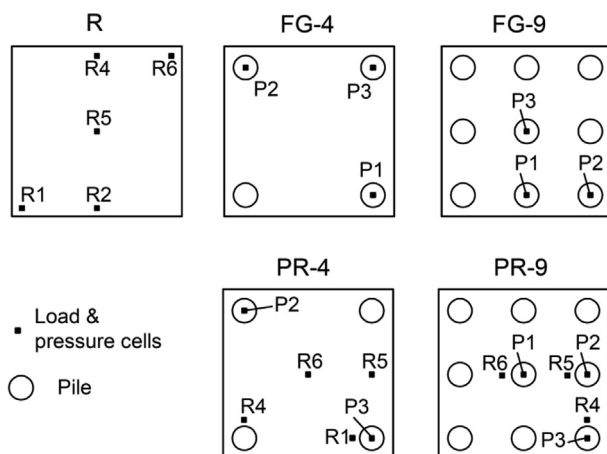 R
FG-4
FG-9
R4
R6
R5
R1
R2
P2
P3
P1
P3
P1
P2
PR-4
PR-9
Load &
pressure cells
Pile
P2
R6
R5
R4
P3
R1
P1
P2
R6
R5
R4
P3